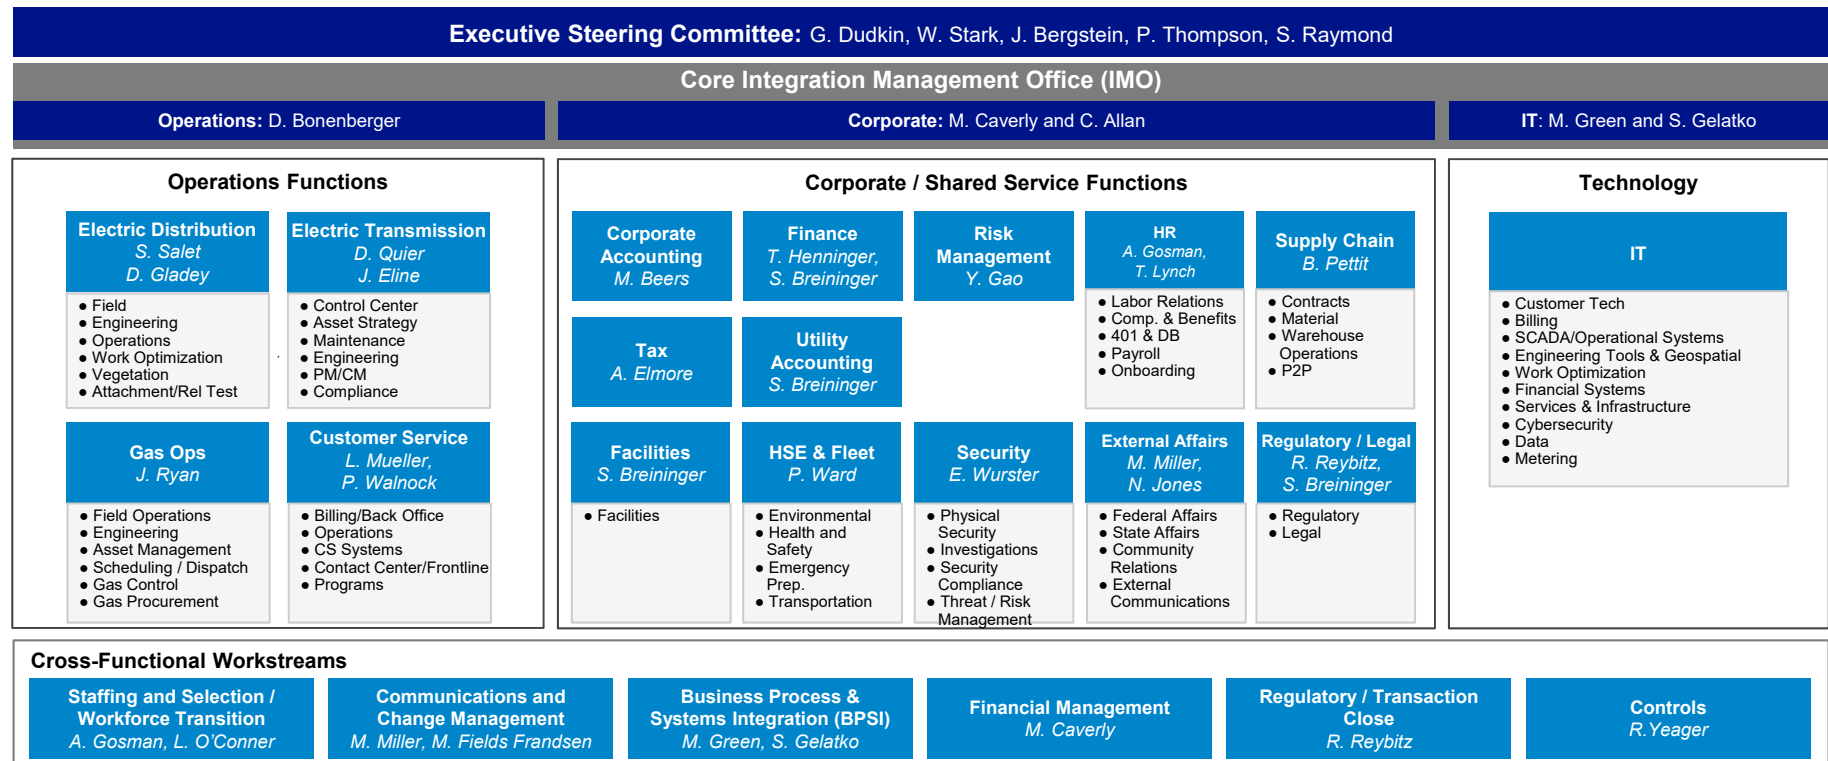 Executive Steering Committee: G. Dudkin, W. Stark, J. Bergstein, P. Thompson, S. Raymond
Core Integration Management Office (IMO)
Operations: D. Bonenberger
Corporate: M. Caverly and C. Allan
IT: M. Green and S. Gelatko
Operations Functions
Electric Distribution
S. Salet
D. Gladey
● Field
● Engineering
● Operations
● Work Optimization
● Vegetation
● Attachment/Rel Test
Electric Transmission
D. Quier
J. Eline
● Control Center
● Asset Strategy
● Maintenance
● Engineering
● PM/CM
● Compliance
Gas Ops
J. Ryan
● Field Operations
● Engineering
● Asset Management
● Scheduling / Dispatch
● Gas Control
● Gas Procurement
Customer Service
L. Mueller,
P. Walnock
● Billing/Back Office
● Operations
● CS Systems
● Contact Center/Frontline
● Programs
Corporate / Shared Service Functions
Corporate
Accounting
M. Beers
Finance
T. Henninger,
S. Breininger
Risk
Management
Y. Gao
HR
A. Gosman,
T. Lynch
● Labor Relations
● Comp. & Benefits
● 401 & DB
● Payroll
● Onboarding
Supply Chain
B. Pettit
● Contracts
● Material
● Warehouse
Operations
● P2P
Tax
A. Elmore
Utility
Accounting
S. Breininger
Facilities
S. Breininger
● Facilities
HSE & Fleet
P. Ward
● Environmental
● Health and
Safety
● Emergency
Prep.
● Transportation
Security
E. Wurster
● Physical
Security
● Investigations
● Security
Compliance
● Threat / Risk
Management
External Affairs
M. Miller,
N. Jones
● Federal Affairs
● State Affairs
● Community
Relations
● External
Communications
Regulatory / Legal
R. Reybitz,
S. Breininger
● Regulatory
● Legal
Technology
IT
● Customer Tech
● Billing
● SCADA/Operational Systems
● Engineering Tools & Geospatial
● Work Optimization
● Financial Systems
● Services & Infrastructure
● Cybersecurity
● Data
● Metering
Cross-Functional Workstreams
Staffing and Selection /
Workforce Transition
A. Gosman, L. O'Conner
Communications and
Change Management
M. Miller, M. Fields Frandsen
Business Process &
Systems Integration (BPSI)
M. Green, S. Gelatko
Financial Management
M. Caverly
Regulatory / Transaction
Close
R. Reybitz
Controls
R.Yeager